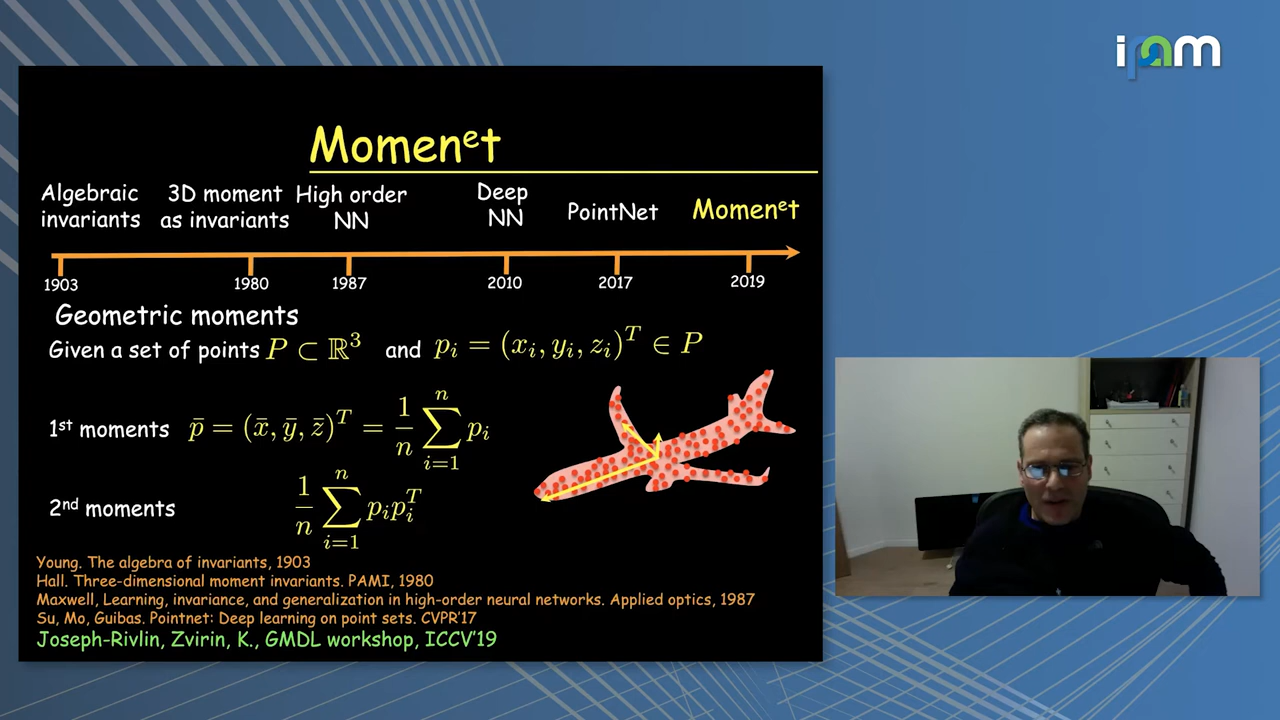 ipam
Momenet
Algebraic invariants
3D moment as invariants
High order NN
Deep NN
PointNet
Momenet
1903
1980
1987
2010
2017
2019
Geometric moments
Given a set of points P ⊂ ℝ³ and p_i = (x_i, y_i, z_i)^T ∈ P
1st moments p̄ = (x̄, ȳ, z̄)^T = 1/n ∑_{i=1}^{n} p_i
2nd moments 1/n ∑_{i=1}^{n} p_i p_i^T
Young. The algebra of invariants, 1903
Hall. Three-dimensional moment invariants. PAMI, 1980
Maxwell, Learning, invariance, and generalization in high-order neural networks. Applied optics, 1987
Su, Mo, Guibas. Pointnet: Deep learning on point sets. CVPR'17
Joseph-Rivlin, Zvirin, K., GMDL workshop, ICCV'19